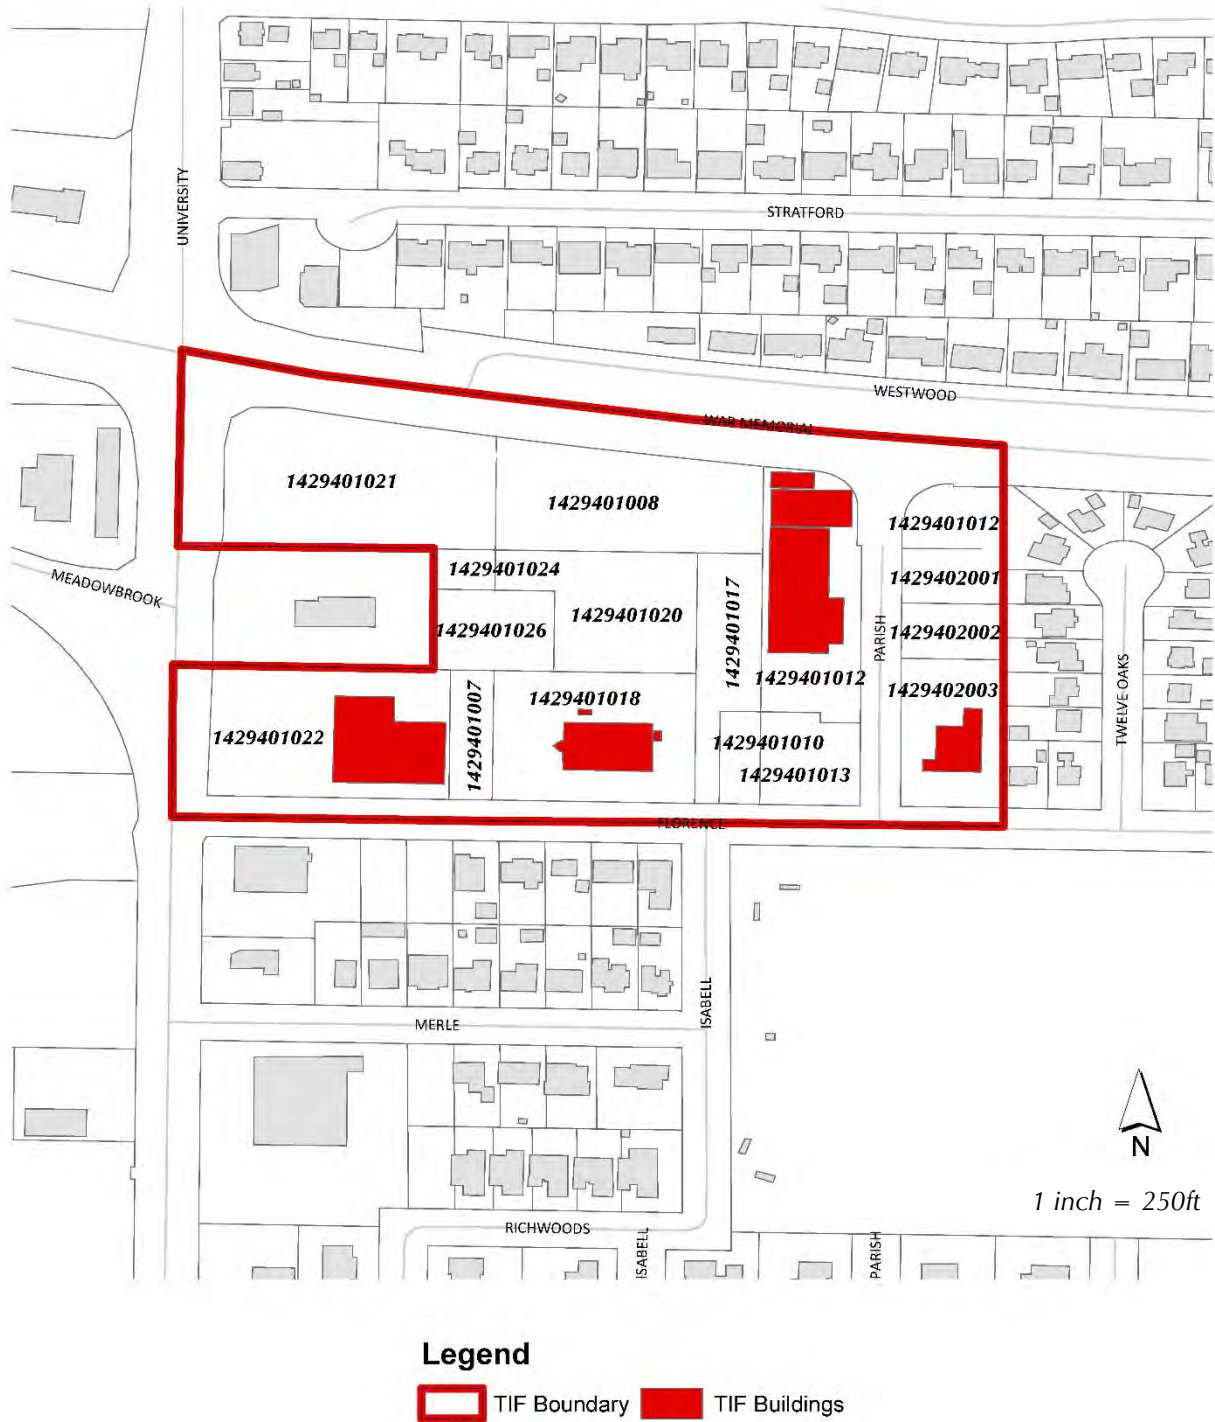 STRATFORD
UNIVERSITY
WESTWOOD
WAR MEMORIAL
1429401021
1429401008
1429401012
MEADOWBROOK
1429401024
1429402001
1429401020
1429401026
1429402002
1429401017
PARISH
1429401012
1429402003
1429401007
1429401018
TWELVE OAKS
1429401022
1429401010
1429401013
FLORENCE
ISABELL
MERLE
N
1 inch = 250ft
RICHWOODS
ISABELL
PARISH
Legend
TIF Boundary
TIF Buildings